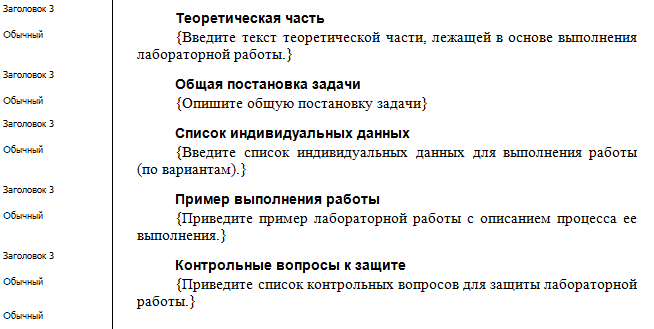 Заголовок 3
Теоретическая часть
Обычный
{Введите текст теоретической части, лежащей в основе выполнения
лабораторной работы.}
Заголовок 3
Общая постановка задачи
Обычный
{Опишите общую постановку задачи}
Заголовок 3
Список индивидуальных данных
Обычный
{Введите список индивидуальных данных для выполнения работы
(по вариантам).}
Заголовок 3
Пример выполнения работы
Обычный
{Приведите пример лабораторной работы с описанием процесса ее
выполнения.}
Заголовок 3
Контрольные вопросы к защите
Обычный
{Приведите список контрольных вопросов для защиты лабораторной
работы.}
Обычный